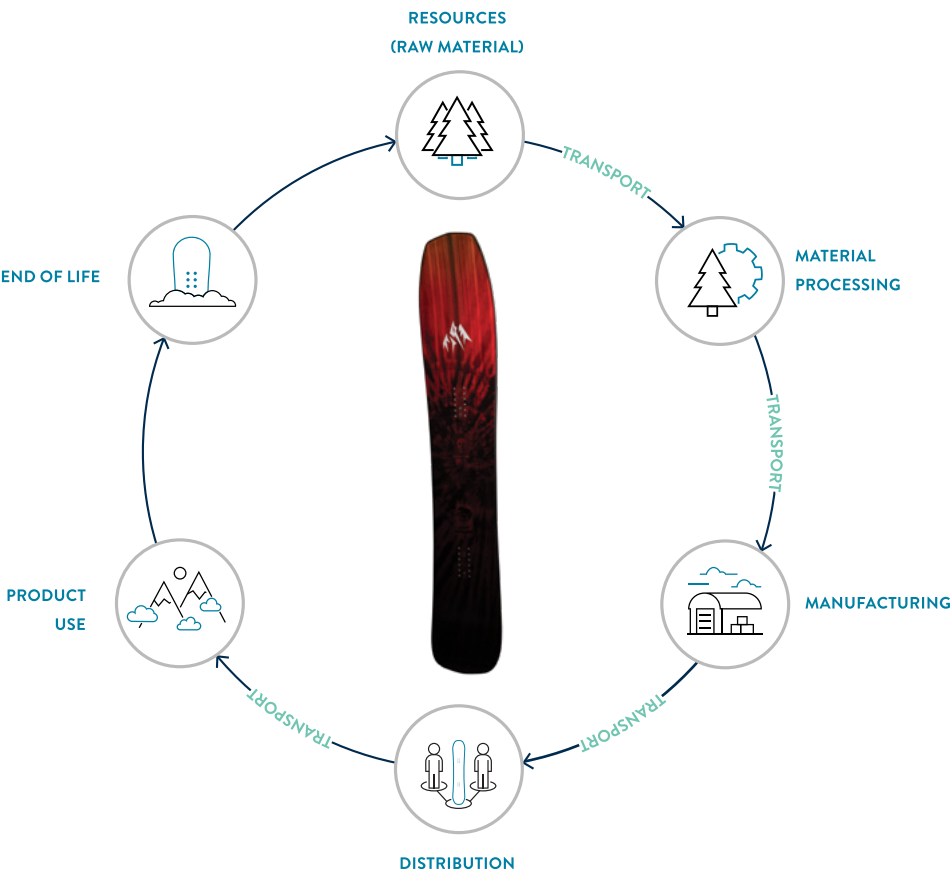 RESOURCES
(RAW MATERIAL)
TRANSPORT
MATERIAL
PROCESSING
TRANSPORT
MANUFACTURING
TRANSPORT
DISTRIBUTION
TRANSPORT
PRODUCT
USE
END OF LIFE